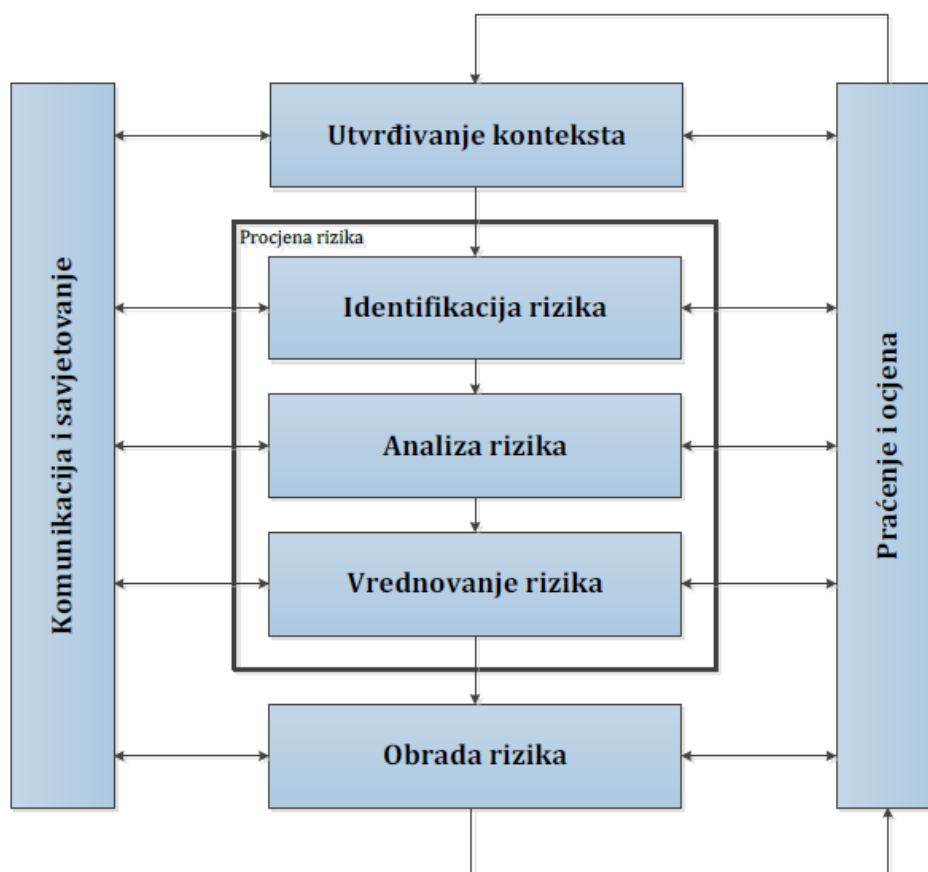 Utvrđivanje konteksta
Procjena rizika
Identifikacija rizika
Analiza rizika
Vrednovanje rizika
Obrada rizika
Komunikacija i savjetovanje
Praćenje i ocjena